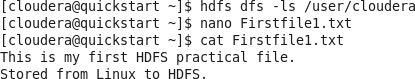 [cloudera@quickstart ~]$ hdfs dfs -ls /user/cloudera
[cloudera@quickstart ~]$ nano Firstfile1.txt
[cloudera@quickstart ~]$ cat Firstfile1.txt
This is my first HDFS practical file.
Stored from Linux to HDFS.